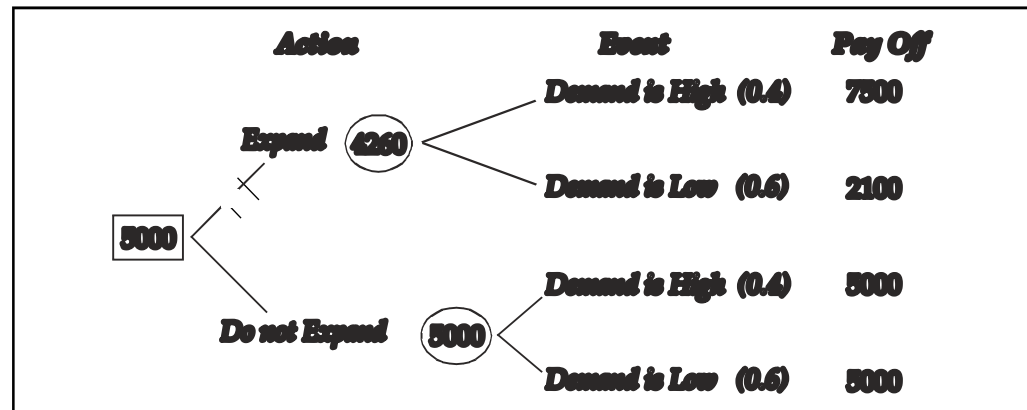 Action Event Pay Off
Demand is High (0.4) 7500
Expand 4260
Demand is Low (0.6) 2100
5000
Demand is High (0.4) 5000
Do not Expand 5000
Demand is Low (0.6) 5000